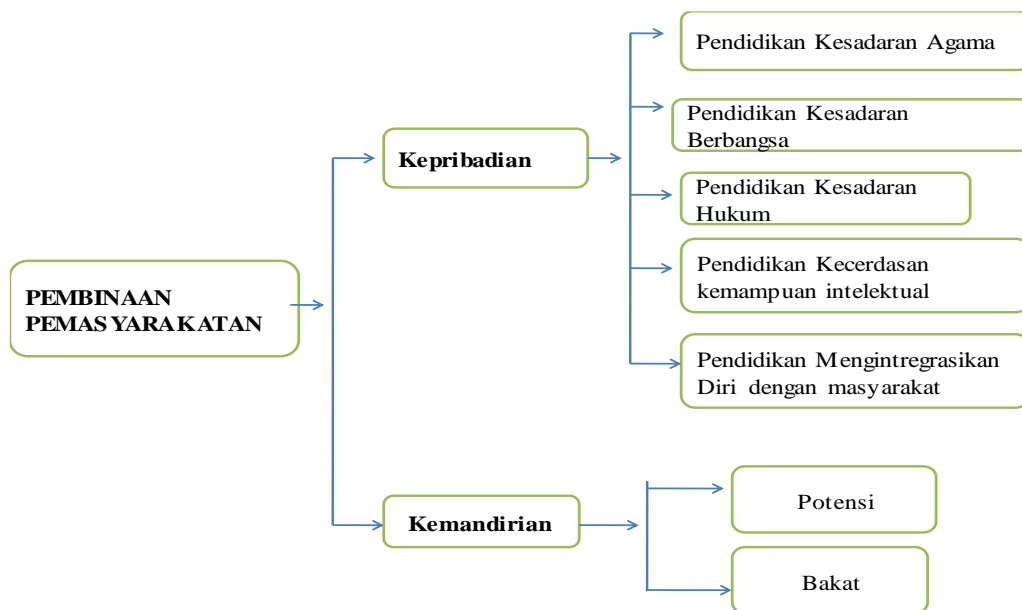 PEMBINAAN
PEMASYARAKATAN
Kepribadian
Pendidikan Kesadaran Agama
Pendidikan Kesadaran
Berbangsa
Pendidikan Kesadaran
Hukum
Pendidikan Kecerdasan
kemampuan intelektual
Pendidikan Mengintregrasikan
Diri dengan masyarakat
Kemandirian
Potensi
Bakat